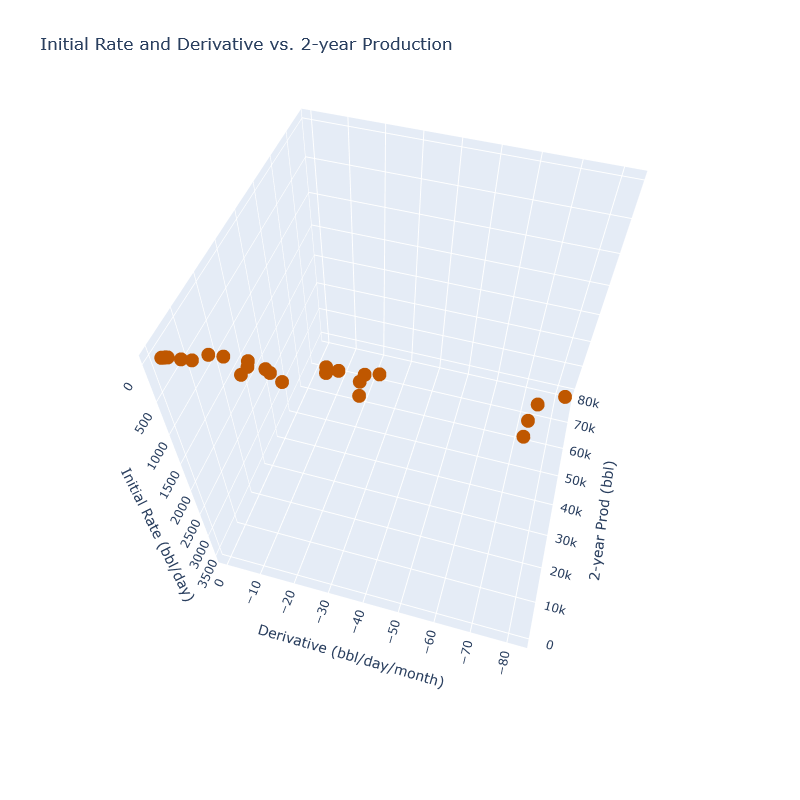 Initial Rate and Derivative vs. 2-year Production
0
500
1000
1500
2000
2500
3000
3500
Initial Rate (bbl/day)
0
−10
−20
−30
−40
−50
−60
−70
−80
Derivative (bbl/day/month)
80k
70k
60k
50k
40k
30k
20k
10k
0
2-year Prod (bbl)